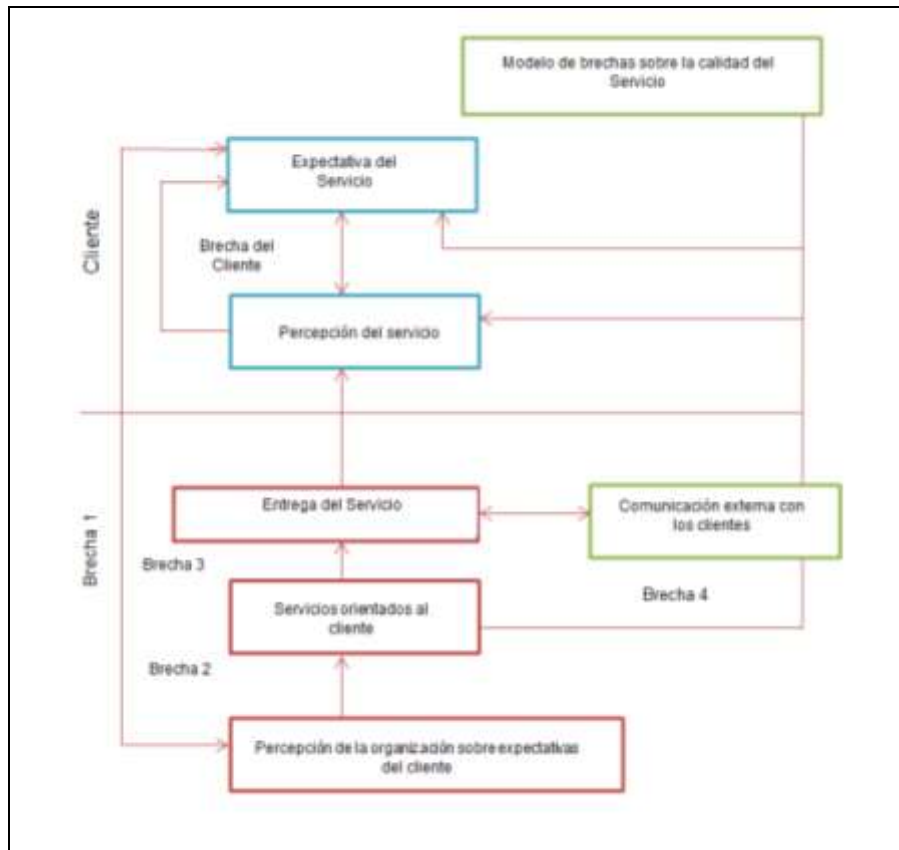 Modelo de brechas sobre la calidad del
Servicio
Expectativa del
Servicio
Cliente
Brecha del
Cliente
Percepción del servicio
Entrega del Servicio
Comunicación externa con
los clientes
Brecha 1
Brecha 3
Servicios orientados al
cliente
Brecha 4
Brecha 2
Percepción de la organización sobre expectativas
del cliente